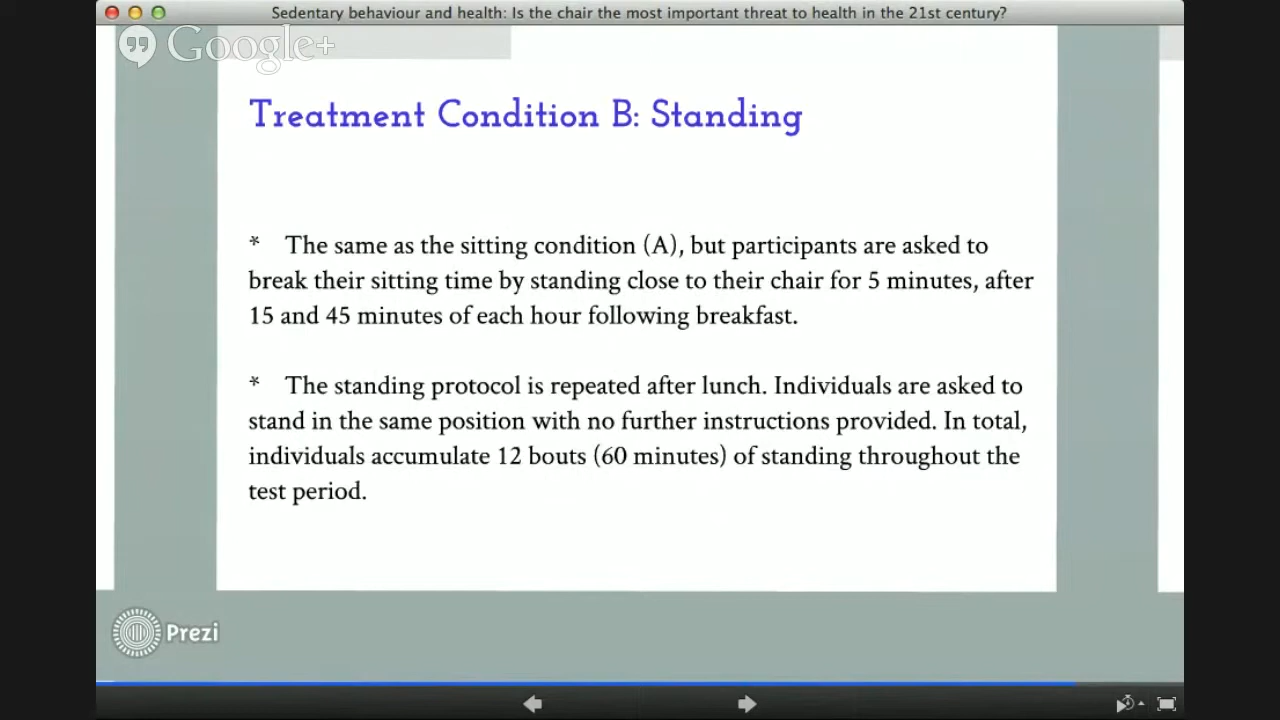 Sedentary behaviour and health: Is the chair the most important threat to health in the 21st century?
Google+
Treatment Condition B: Standing
* The same as the sitting condition (A), but participants are asked to
break their sitting time by standing close to their chair for 5 minutes, after
15 and 45 minutes of each hour following breakfast.
* The standing protocol is repeated after lunch. Individuals are asked to
stand in the same position with no further instructions provided. In total,
individuals accumulate 12 bouts (60 minutes) of standing throughout the
test period.
Prezi